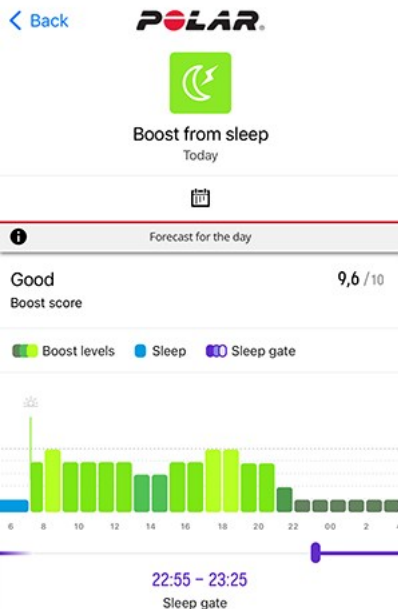 Back
POLAR.
Boost from sleep
Today
Forecast for the day
Good 9,6 /10
Boost score
Boost levels Sleep Sleep gate
6 8 10 12 14 16 18 20 22 00 2 4
22:55 – 23:25
Sleep gate